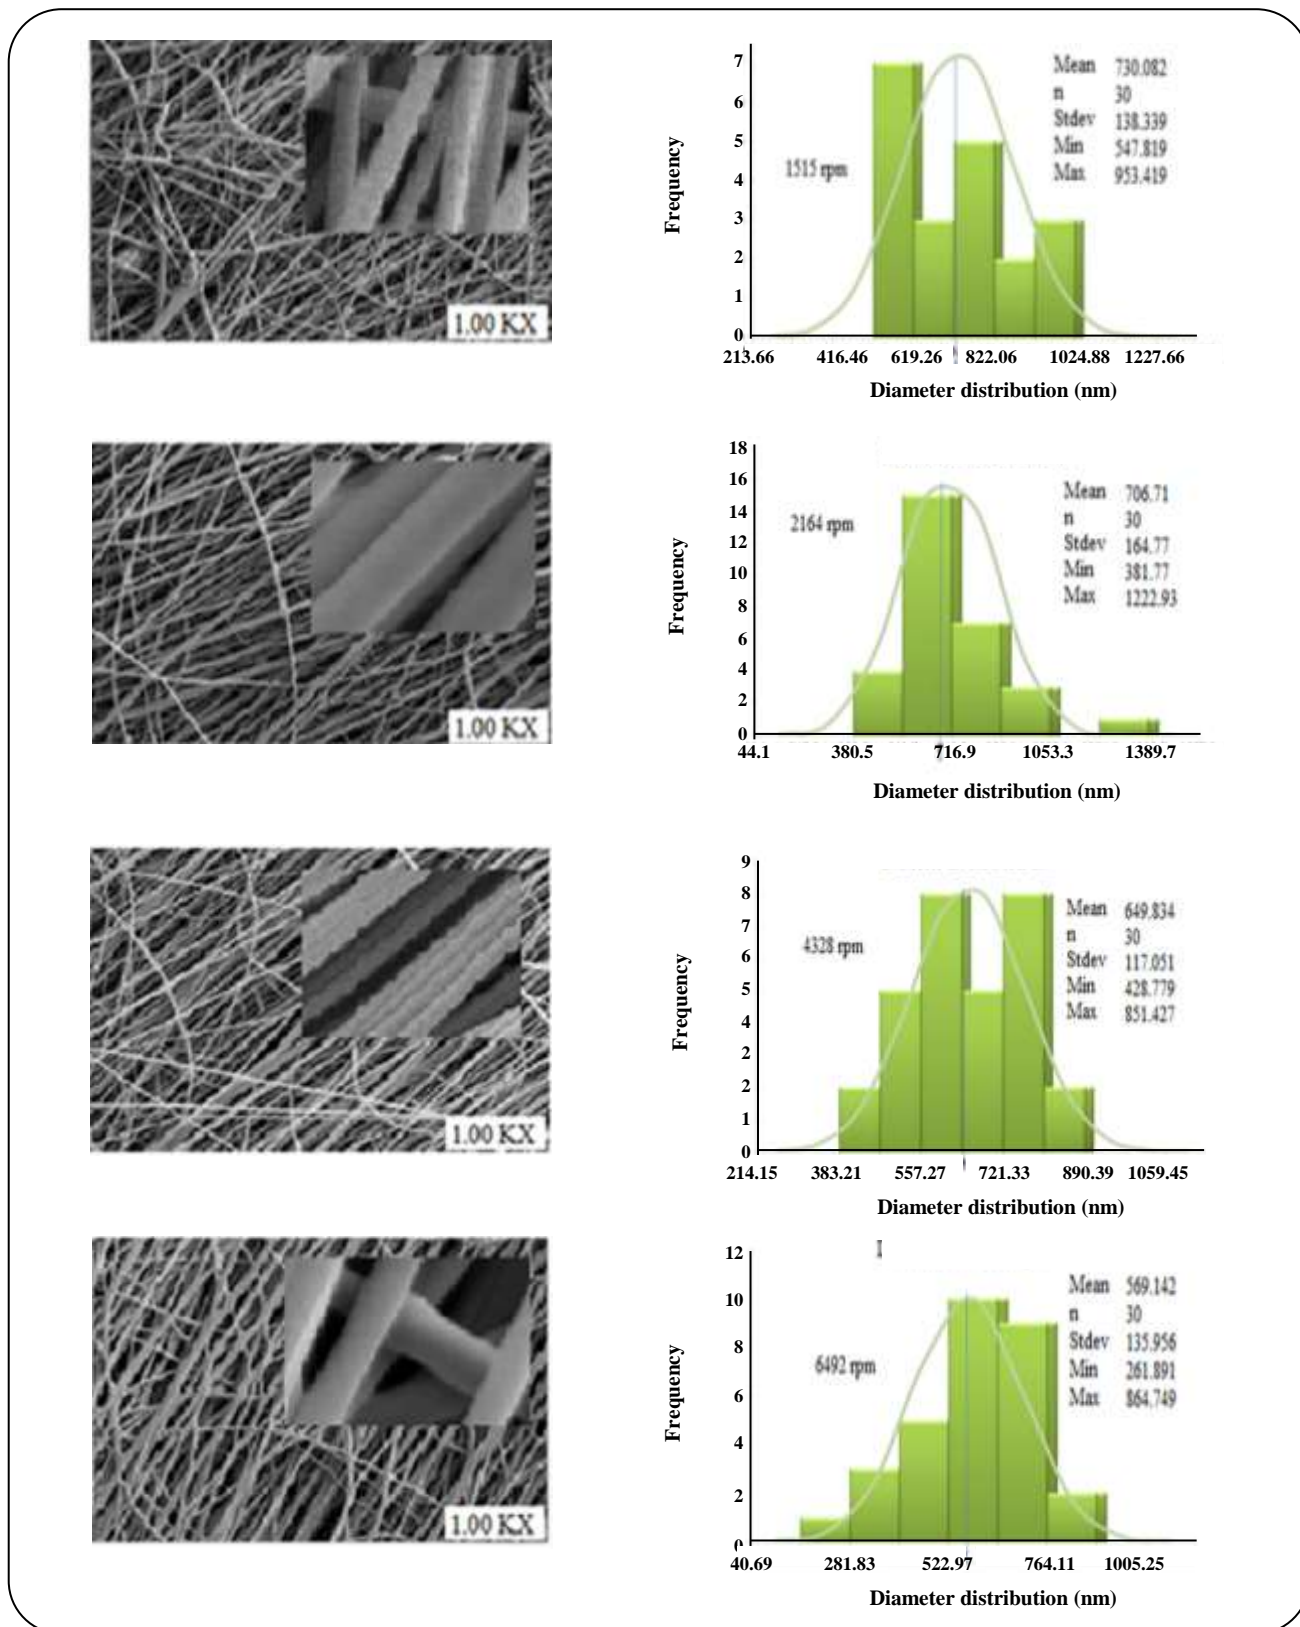 1.00 KX
7
6
5
4
3
2
1
0
Frequency
1515 rpm
Mean 730.082
n 30
Stdev 138.339
Min 547.819
Max 953.419
213.66 416.46 619.26 822.06 1024.88 1227.66
Diameter distribution (nm)
1.00 KX
18
16
14
12
10
8
6
4
2
0
Frequency
2164 rpm
Mean 706.71
n 30
Stdev 164.77
Min 381.77
Max 1222.93
44.1 380.5 716.9 1053.3 1389.7
Diameter distribution (nm)
1.00 KX
9
8
7
6
5
4
2
2
1
0
Frequency
4328 rpm
Mean 649.834
n 30
Stdev 117.051
Min 428.779
Max 851.427
214.15 383.21 557.27 721.33 890.39 1059.45
Diameter distribution (nm)
1.00 KX
12
10
8
6
4
2
0
Frequency
6492 rpm
Mean 569.142
n 30
Stdev 135.956
Min 261.891
Max 864.749
40.69 281.83 522.97 764.11 1005.25
Diameter distribution (nm)